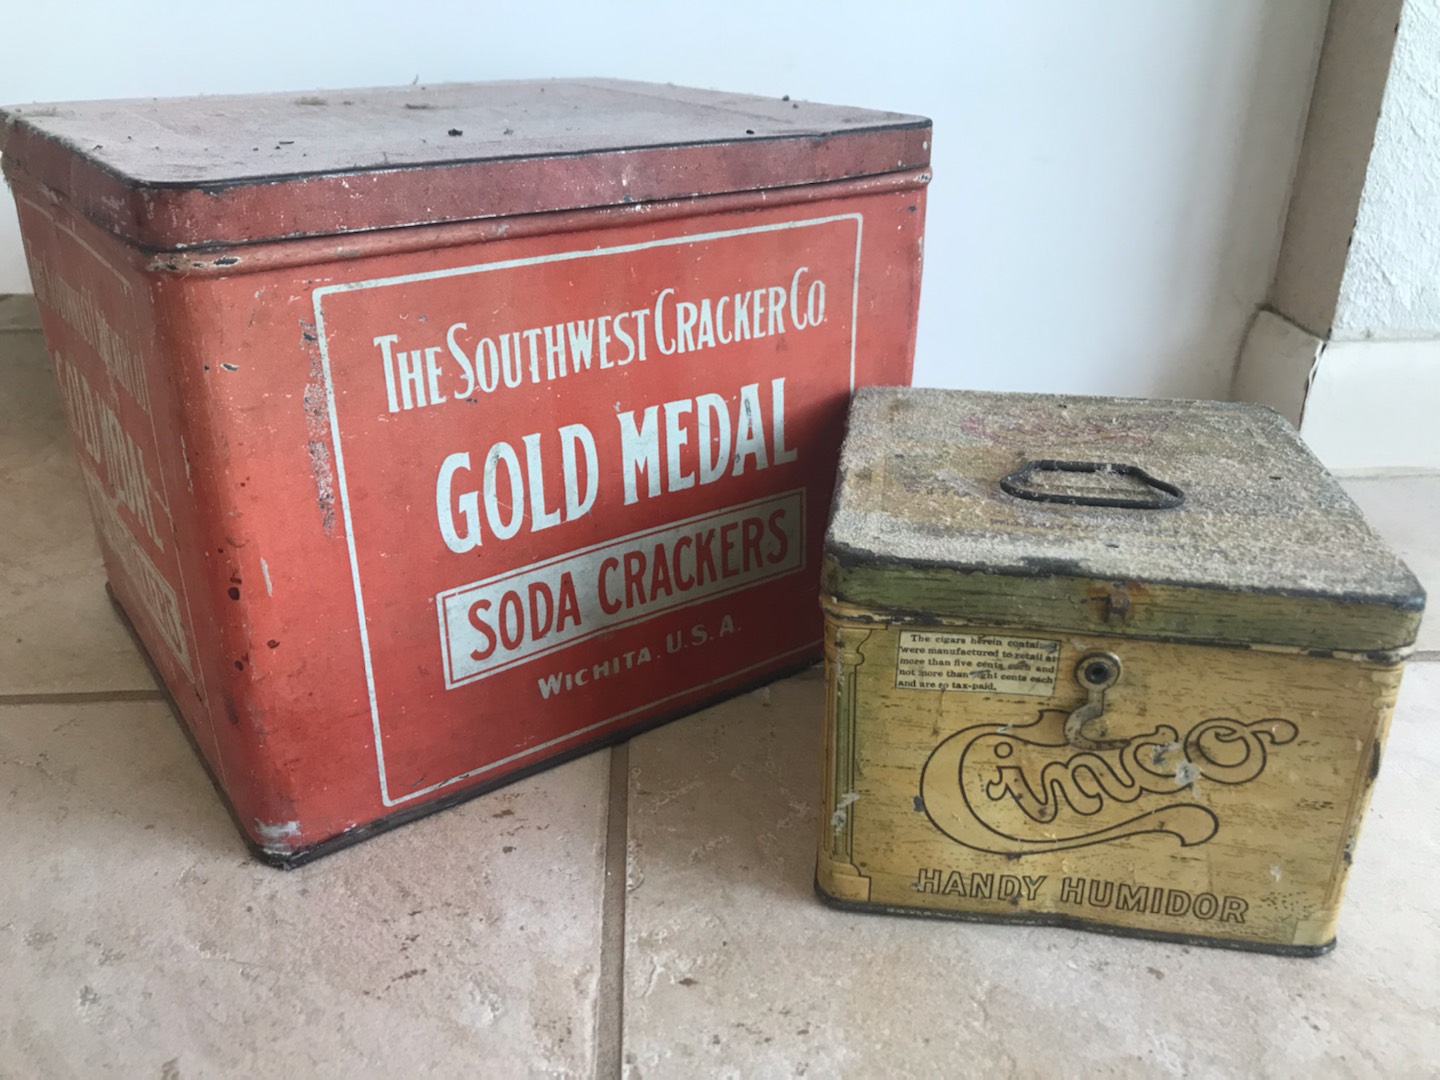 THE SOUTHWEST CRACKER CO.
GOLD MEDAL
SODA CRACKERS
WICHITA. U.S.A.
The cigars herein contained
were manufactured to retail at
more than five cents each and
not more than eight cents each
and are so tax-paid.
Cinco
HANDY HUMIDOR